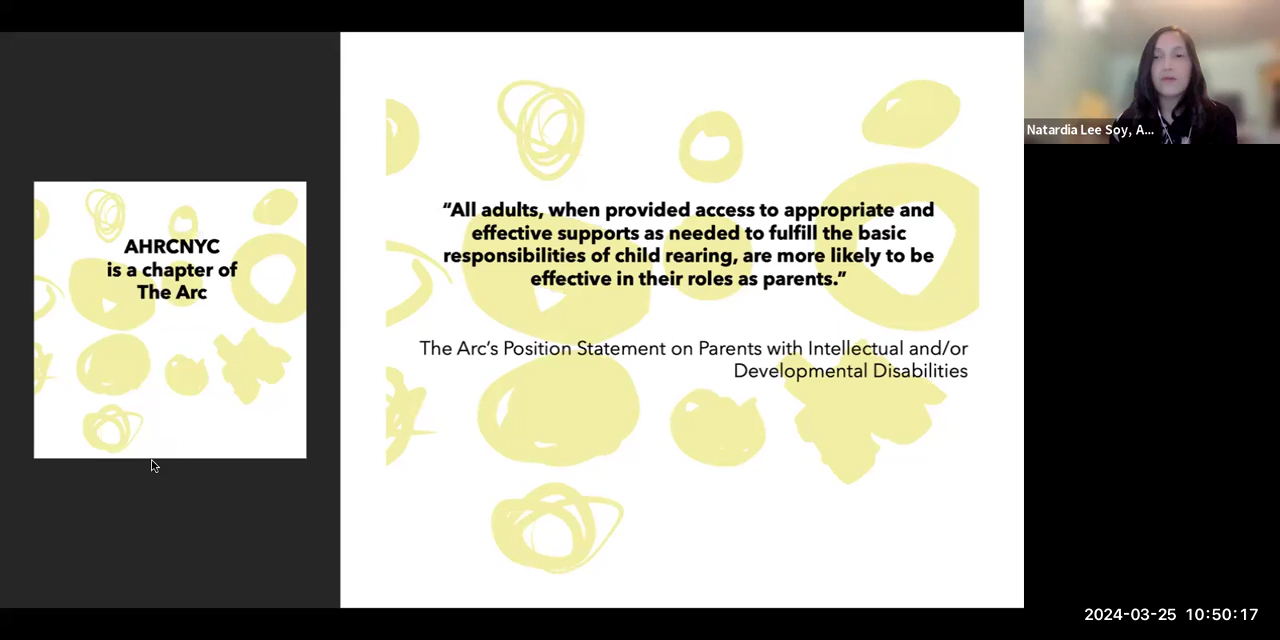 AHRCNYC
is a chapter of
The Arc
“All adults, when provided access to appropriate and
effective supports as needed to fulfill the basic
responsibilities of child rearing, are more likely to be
effective in their roles as parents.”
The Arc’s Position Statement on Parents with Intellectual and/or
Developmental Disabilities
Natardia Lee Soy, A...
2024-03-25 10:50:17